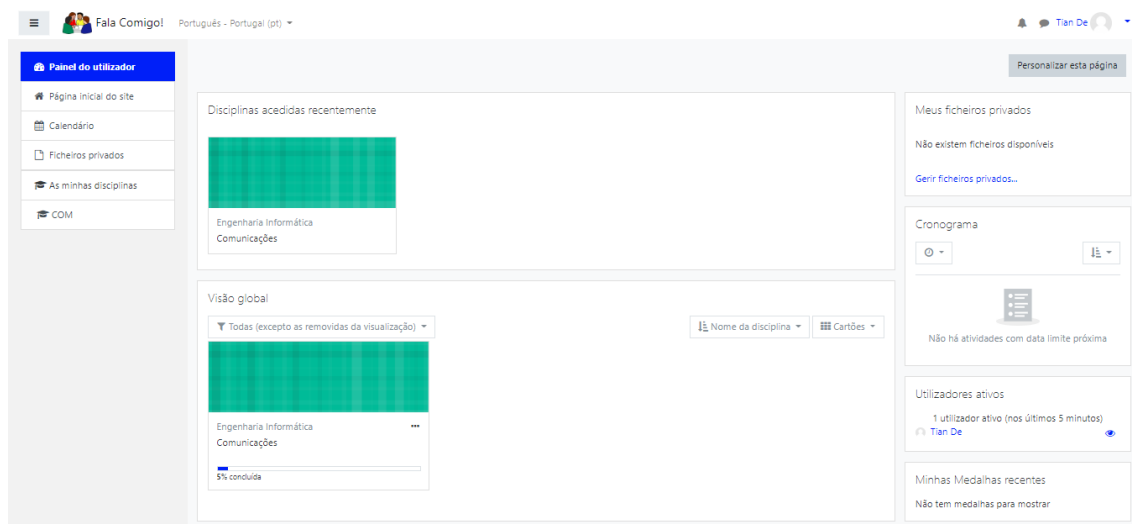 Fala Comigo! Português - Portugal (pt)
Tian De
Painel do utilizador
Página inicial do site
Calendário
Ficheiros privados
As minhas disciplinas
COM
Personalizar esta página
Disciplinas acedidas recentemente
Engenharia Informática
Comunicações
Visão global
Todas (excepto as removidas da visualização)
Nome da disciplina
Cartões
Engenharia Informática
Comunicações
5% concluída
Meus ficheiros privados
Não existem ficheiros disponíveis
Gerir ficheiros privados...
Cronograma
Não há atividades com data limite próxima
Utilizadores ativos
1 utilizador ativo (nos últimos 5 minutos)
Tian De
Minhas Medalhas recentes
Não tem medalhas para mostrar